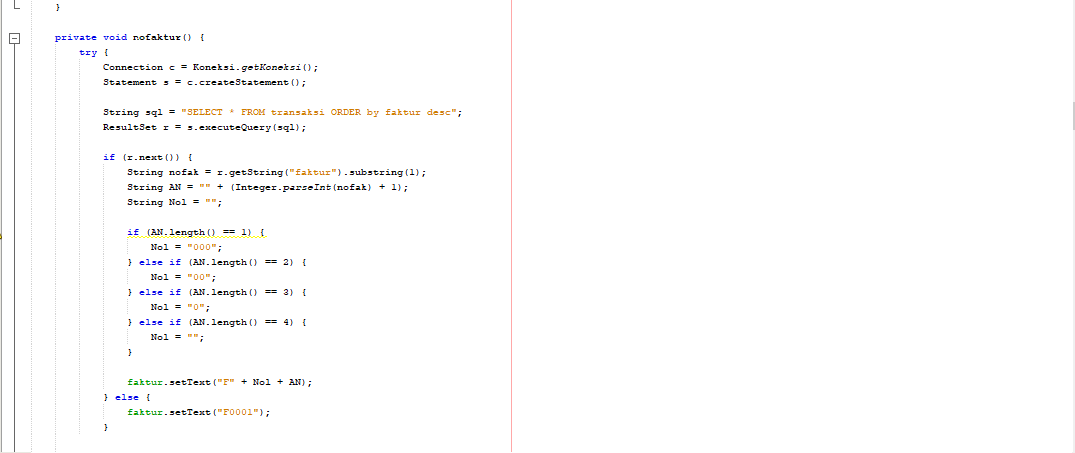 }
private void nofaktur() {
try {
Connection c = Koneksi.getKoneksi();
Statement s = c.createStatement();
String sql = "SELECT * FROM transaksi ORDER by faktur desc";
ResultSet r = s.executeQuery(sql);
if (r.next()) {
String nofak = r.getString("faktur").substring(1);
String AN = "" + (Integer.parseInt(nofak) + 1);
String Nol = "";
if (AN.length() == 1) {
Nol = "000";
} else if (AN.length() == 2) {
Nol = "00";
} else if (AN.length() == 3) {
Nol = "0";
} else if (AN.length() == 4) {
Nol = "";
}
faktur.setText("F" + Nol + AN);
} else {
faktur.setText("F0001");
}